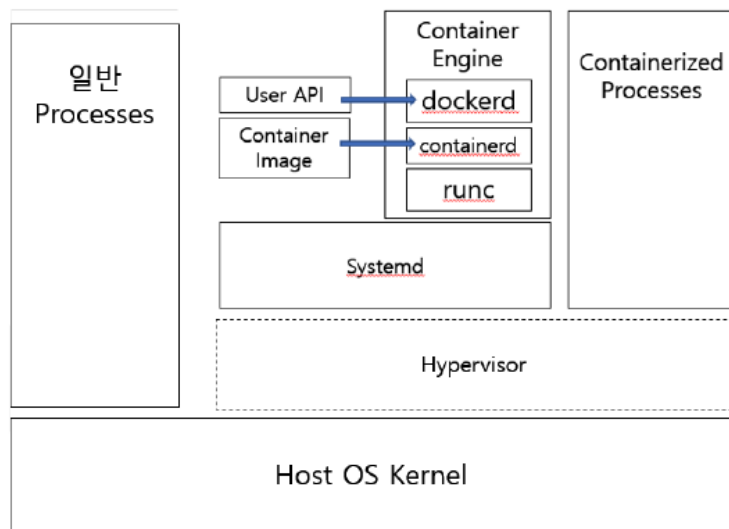 일반
Processes
User API
Container
Image
Container
Engine
dockerd
containerd
runc
Containerized
Processes
Systemd
Hypervisor
Host OS Kernel